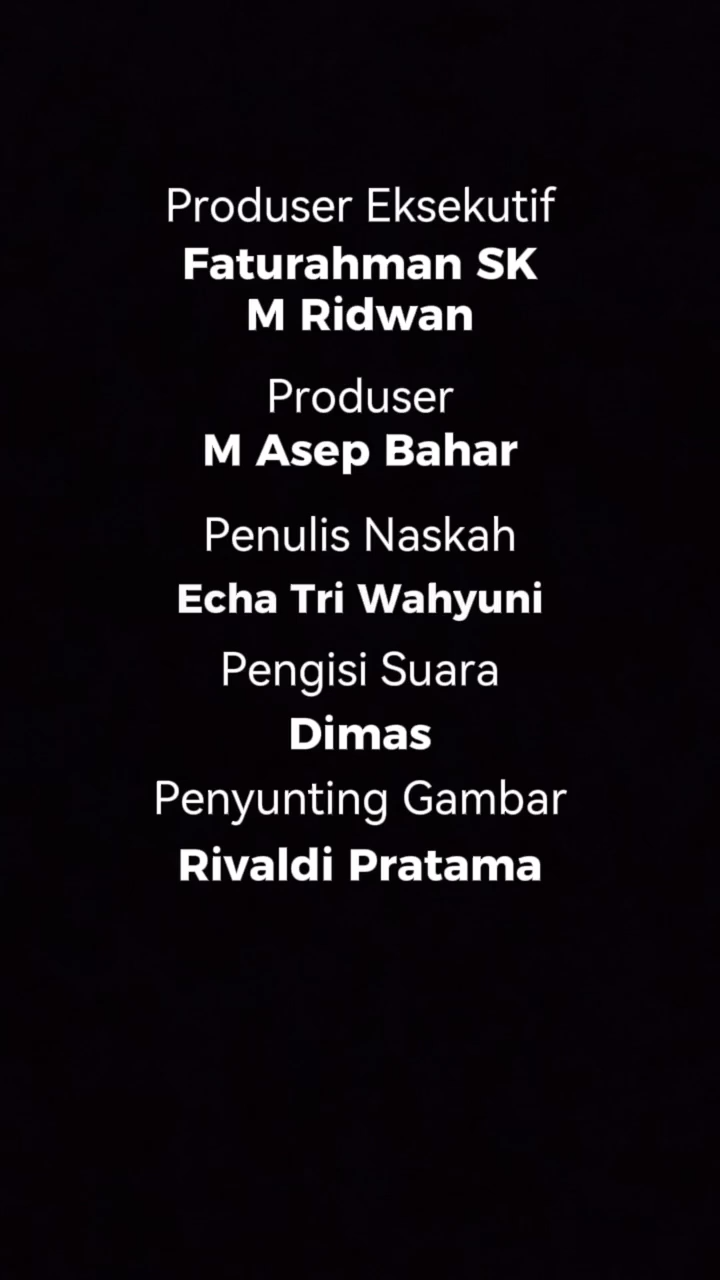 Produser Eksekutif
Faturahman SK
M Ridwan
Produser
M Asep Bahar
Penulis Naskah
Echa Tri Wahyuni
Pengisi Suara
Dimas
Penyunting Gambar
Rivaldi Pratama